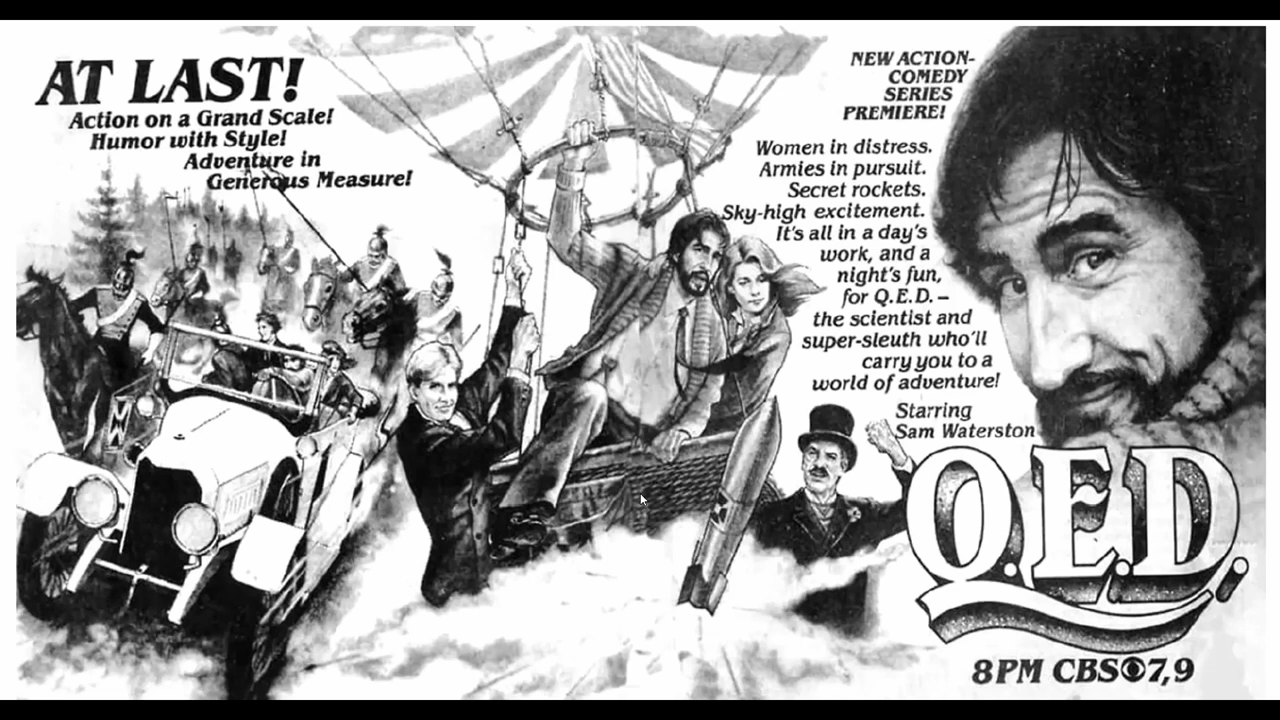 AT LAST!
Action on a Grand Scale!
Humor with Style!
Adventure in
Generous Measure!
NEW ACTION-
COMEDY
SERIES
PREMIERE!
Women in distress.
Armies in pursuit.
Secret rockets.
Sky-high excitement.
It's all in a day's
work, and a
night's fun,
for Q.E.D. –
the scientist and
super-sleuth who'll
carry you to a
world of adventure!
Starring
Sam Waterston
Q.E.D.
8PM CBS 7,9